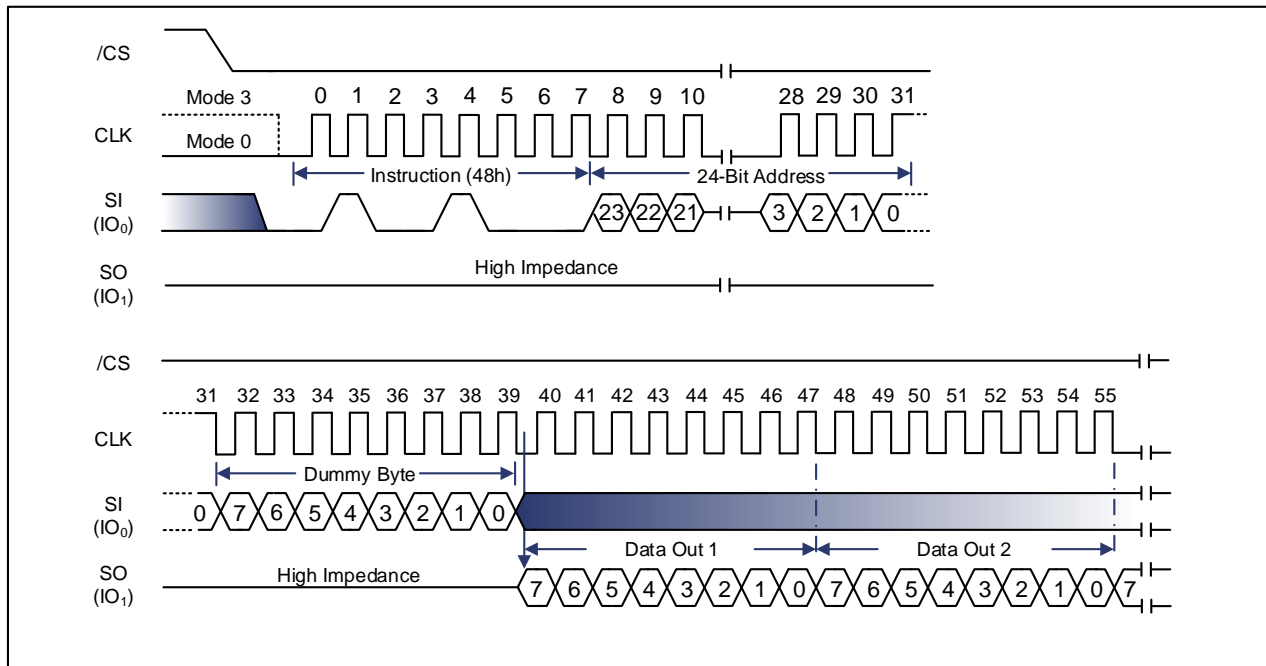 /CS
Mode 3
0 1 2 3 4 5 6 7 8 9 10 28 29 30 31
CLK
Mode 0
Instruction (48h) 24-Bit Address
SI
(IO₀)
23 22 21 3 2 1 0
SO
(IO₁)
High Impedance
/CS
31 32 33 34 35 36 37 38 39 40 41 42 43 44 45 46 47 48 49 50 51 52 53 54 55
CLK
Dummy Byte
SI
(IO₀)
0 7 6 5 4 3 2 1 0
Data Out 1 Data Out 2
SO
(IO₁)
High Impedance
7 6 5 4 3 2 1 0 7 6 5 4 3 2 1 0 7